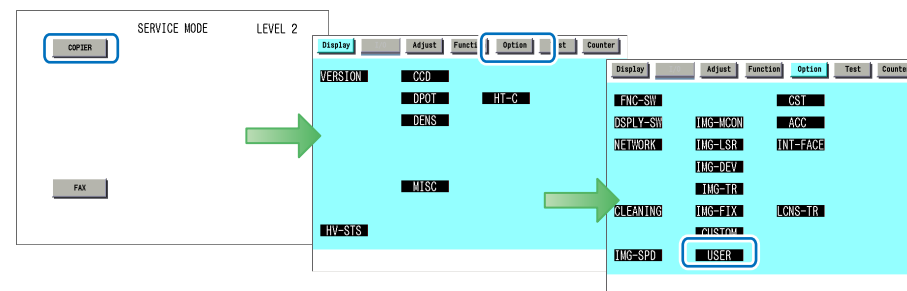 SERVICE MODE LEVEL 2
COPIER
FAX
Display Adjust Functi Option st Counter
VERSION CCD
DPOT HT-C
DENS
MISC
HV-STS
Display Adjust Function Option Test Counte
FNC-SW CST
DSPLY-SW IMG-MCON ACC
NETWORK IMG-LSR INT-FACE
IMG-DEV
IMG-TR
CLEANING IMG-FIX LCNS-TR
CUSTOM
IMG-SPD USER